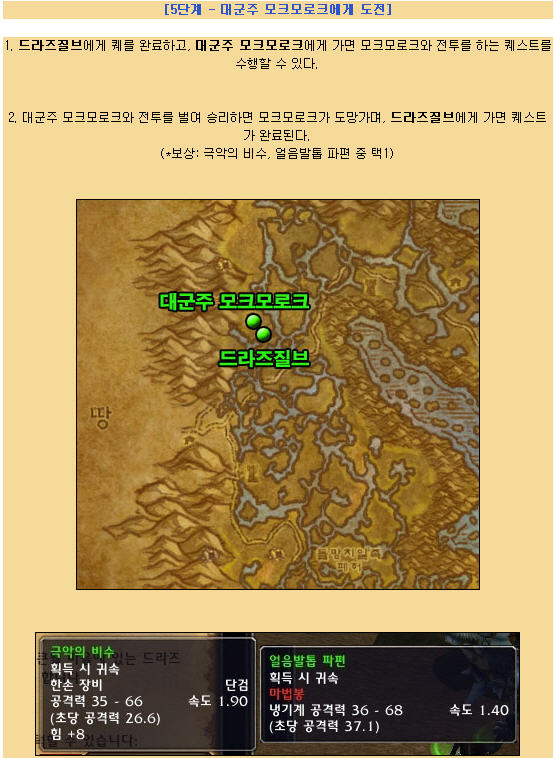 [5단계 - 대군주 모크모로크에게 도전]
1. 드라즈질브에게 퀘를 완료하고, 대군주 모크모로크에게 가면 모크모로크와 전투를 하는 퀘스트를
수행할 수 있다.
2. 대군주 모크모로크와 전투를 벌여 승리하면 모크모로크가 도망가며, 드라즈질브에게 가면 퀘스트
가 완료된다.
(*보상: 극악의 비수, 얼음발톱 파편 중 택1)
대군주 모크모로크
드라즈질브
땅
폐허
극악의 비수
있는 드라즈
획득 시 귀속
한손 장비 단검
공격력 35 - 66 속도 1.90
(초당 공격력 26.6)
힘 +8
할 수 있습니다:
얼음발톱 파편
획득 시 귀속
마법봉
냉기계 공격력 36 - 68 속도 1.40
(초당 공격력 37.1)